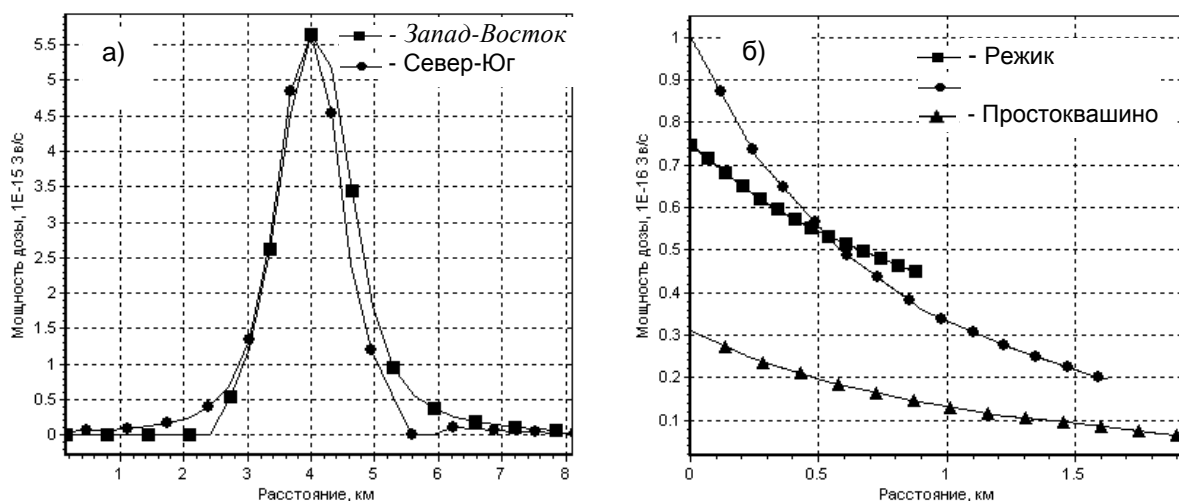 а)
- Запад-Восток
- Север-Юг
Мощность дозы, 1E-15 Зв/с
5.5
5
4.5
4
3.5
3
2.5
2
1.5
1
0.5
0
1 2 3 4 5 6 7 8
Расстояние, км
б)
- Режик
- Простоквашино
Мощность дозы, 1E-16 Зв/с
1
0.9
0.8
0.7
0.6
0.5
0.4
0.3
0.2
0.1
0 0.5 1 1.5
Расстояние, км